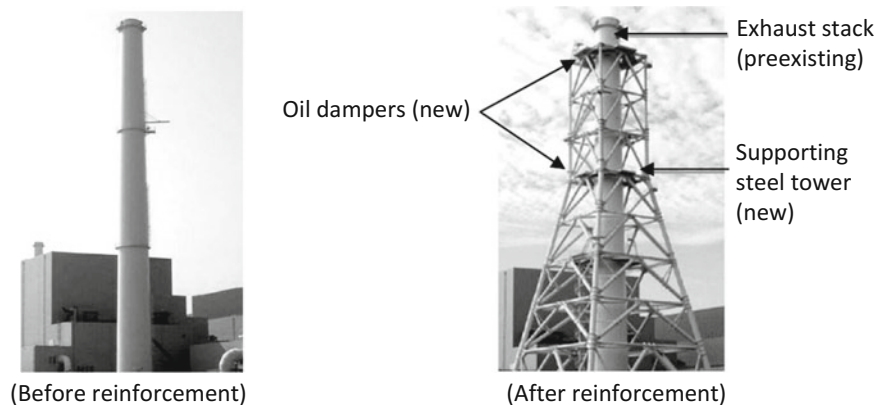 Exhaust stack
(preexisting)
Oil dampers (new)
Supporting
steel tower
(new)
(Before reinforcement)
(After reinforcement)